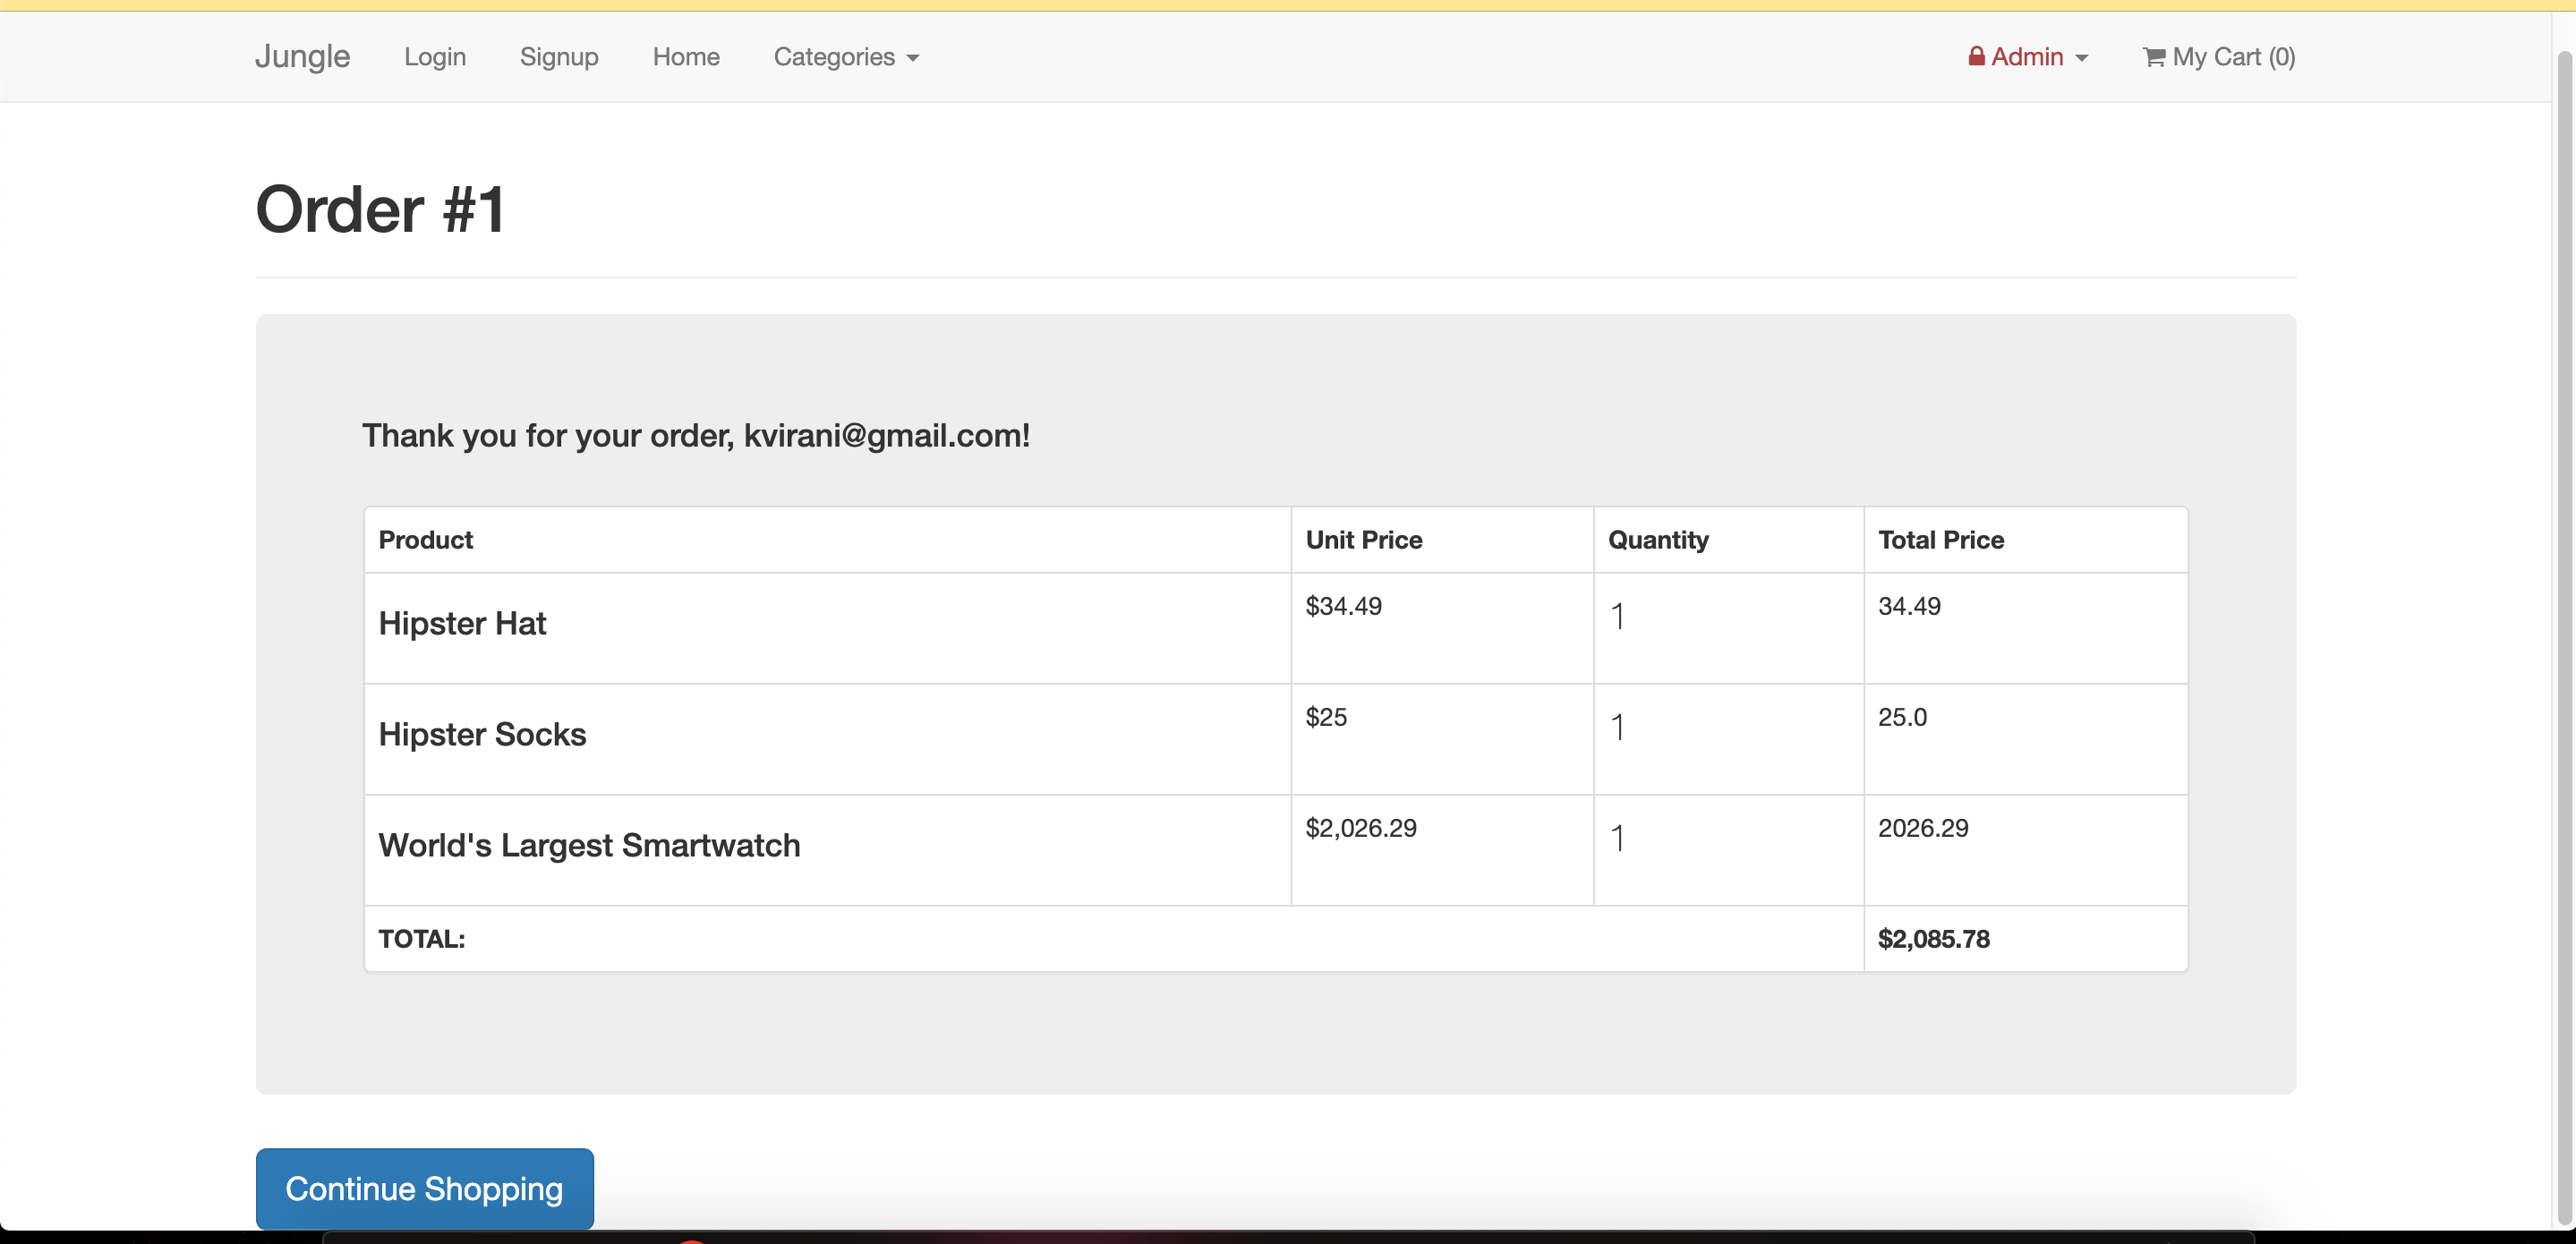 Jungle Login Signup Home Categories Admin My Cart (0)
Order #1
Thank you for your order, kvirani@gmail.com!
Product Unit Price Quantity Total Price
Hipster Hat $34.49 1 34.49
Hipster Socks $25 1 25.0
World's Largest Smartwatch $2,026.29 1 2026.29
TOTAL: $2,085.78
Continue Shopping